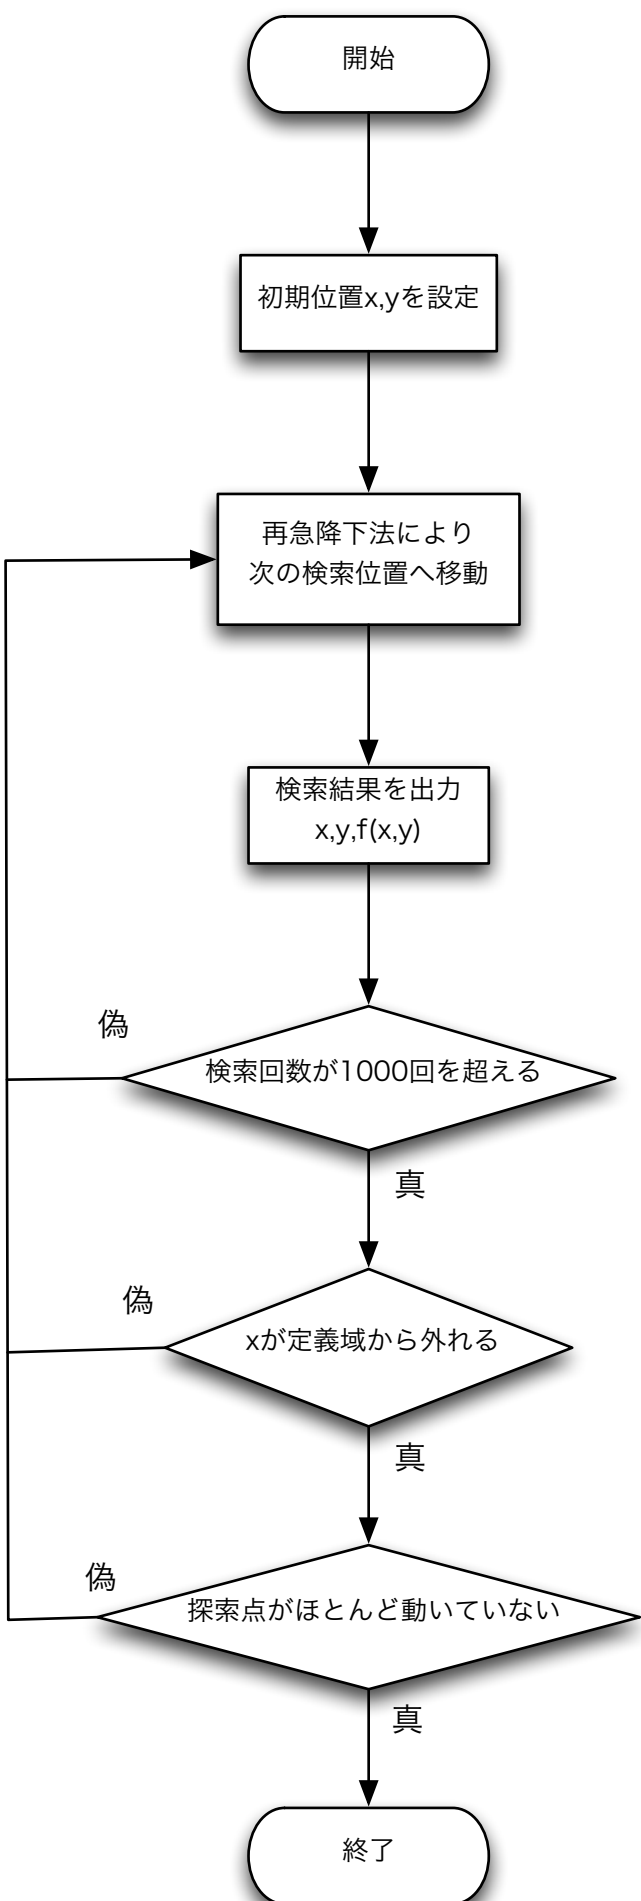 開始
初期位置x,yを設定
再急降下法により
次の検索位置へ移動
検索結果を出力
x,y,f(x,y)
偽
検索回数が1000回を超える
真
偽
xが定義域から外れる
真
偽
探索点がほとんど動いていない
真
終了